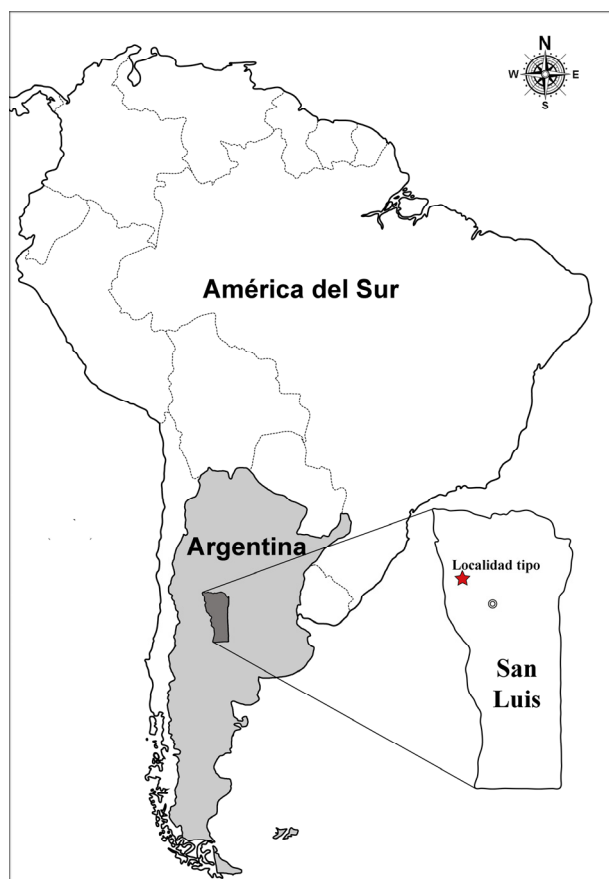 N
W E
S
América del Sur
Argentina
Localidad tipo
San
Luis